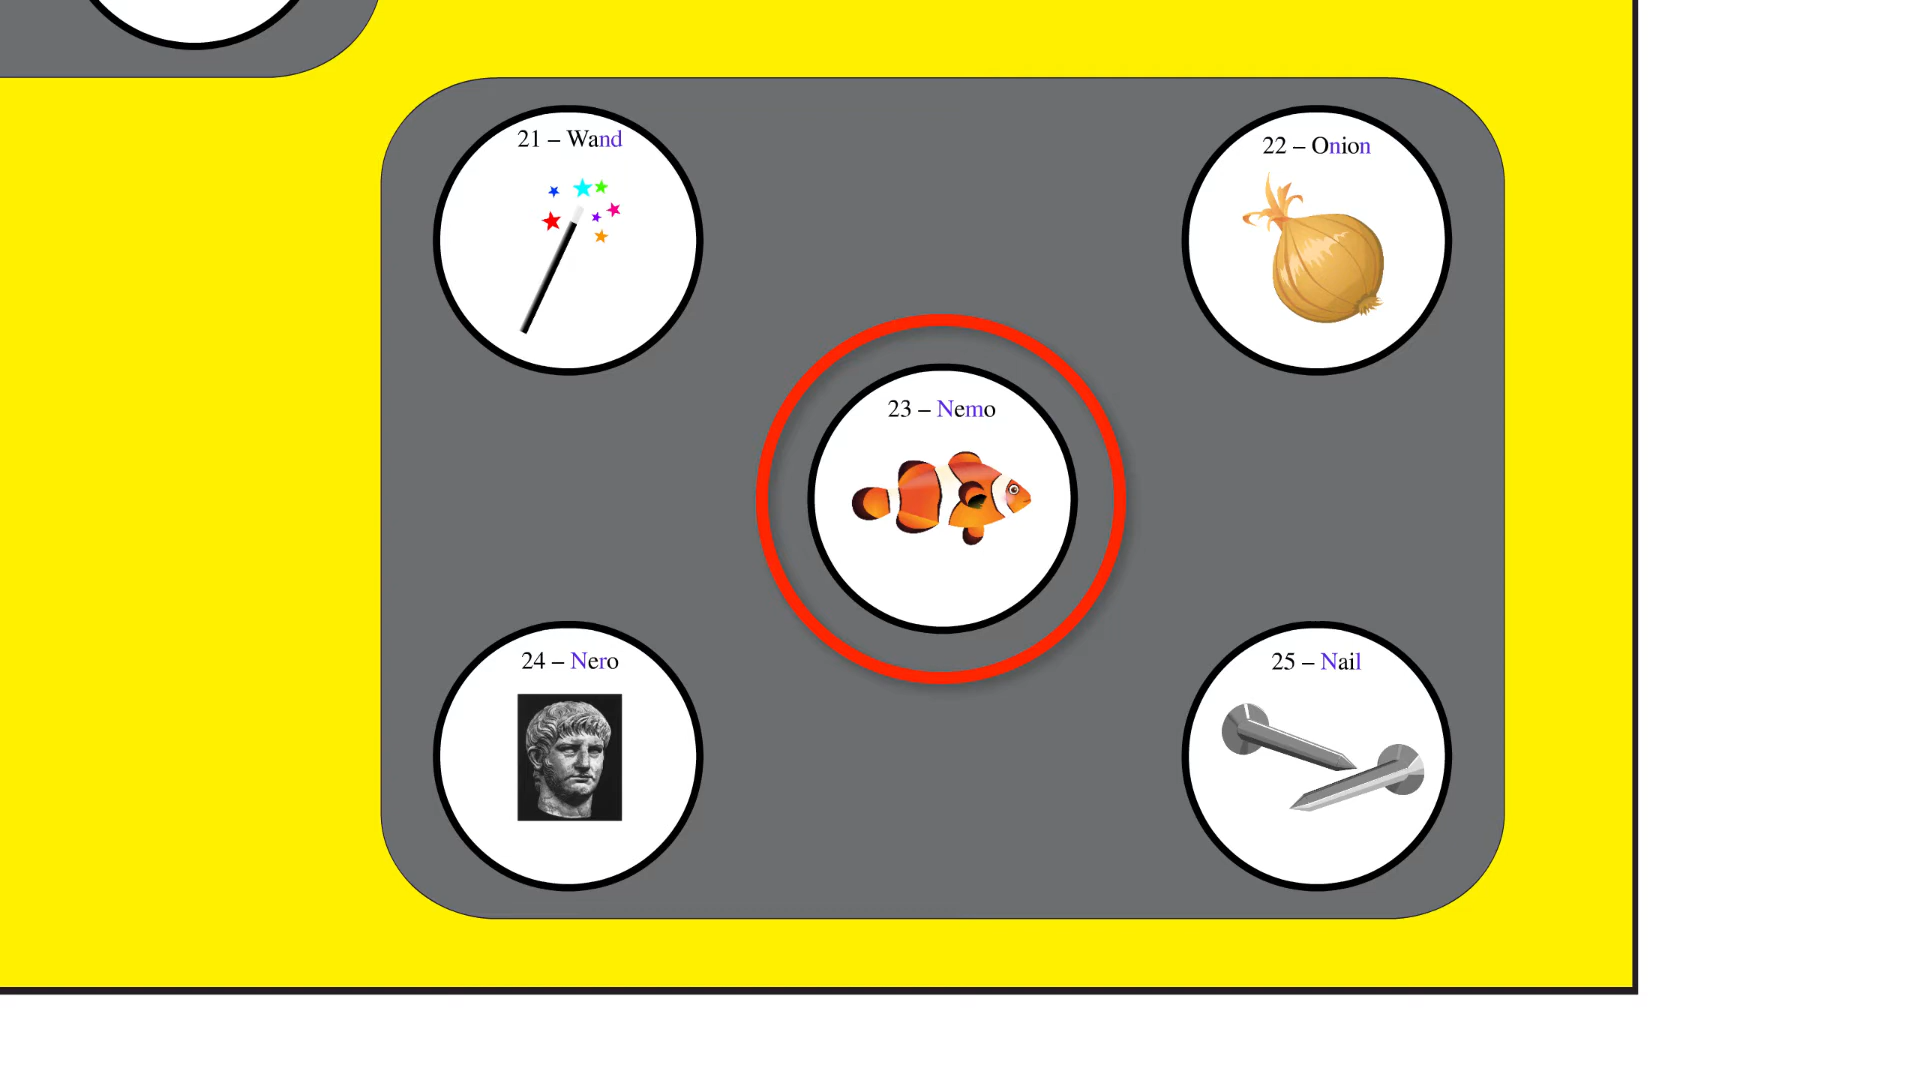 21 – Wand
22 – Onion
23 – Nemo
24 – Nero
25 – Nail